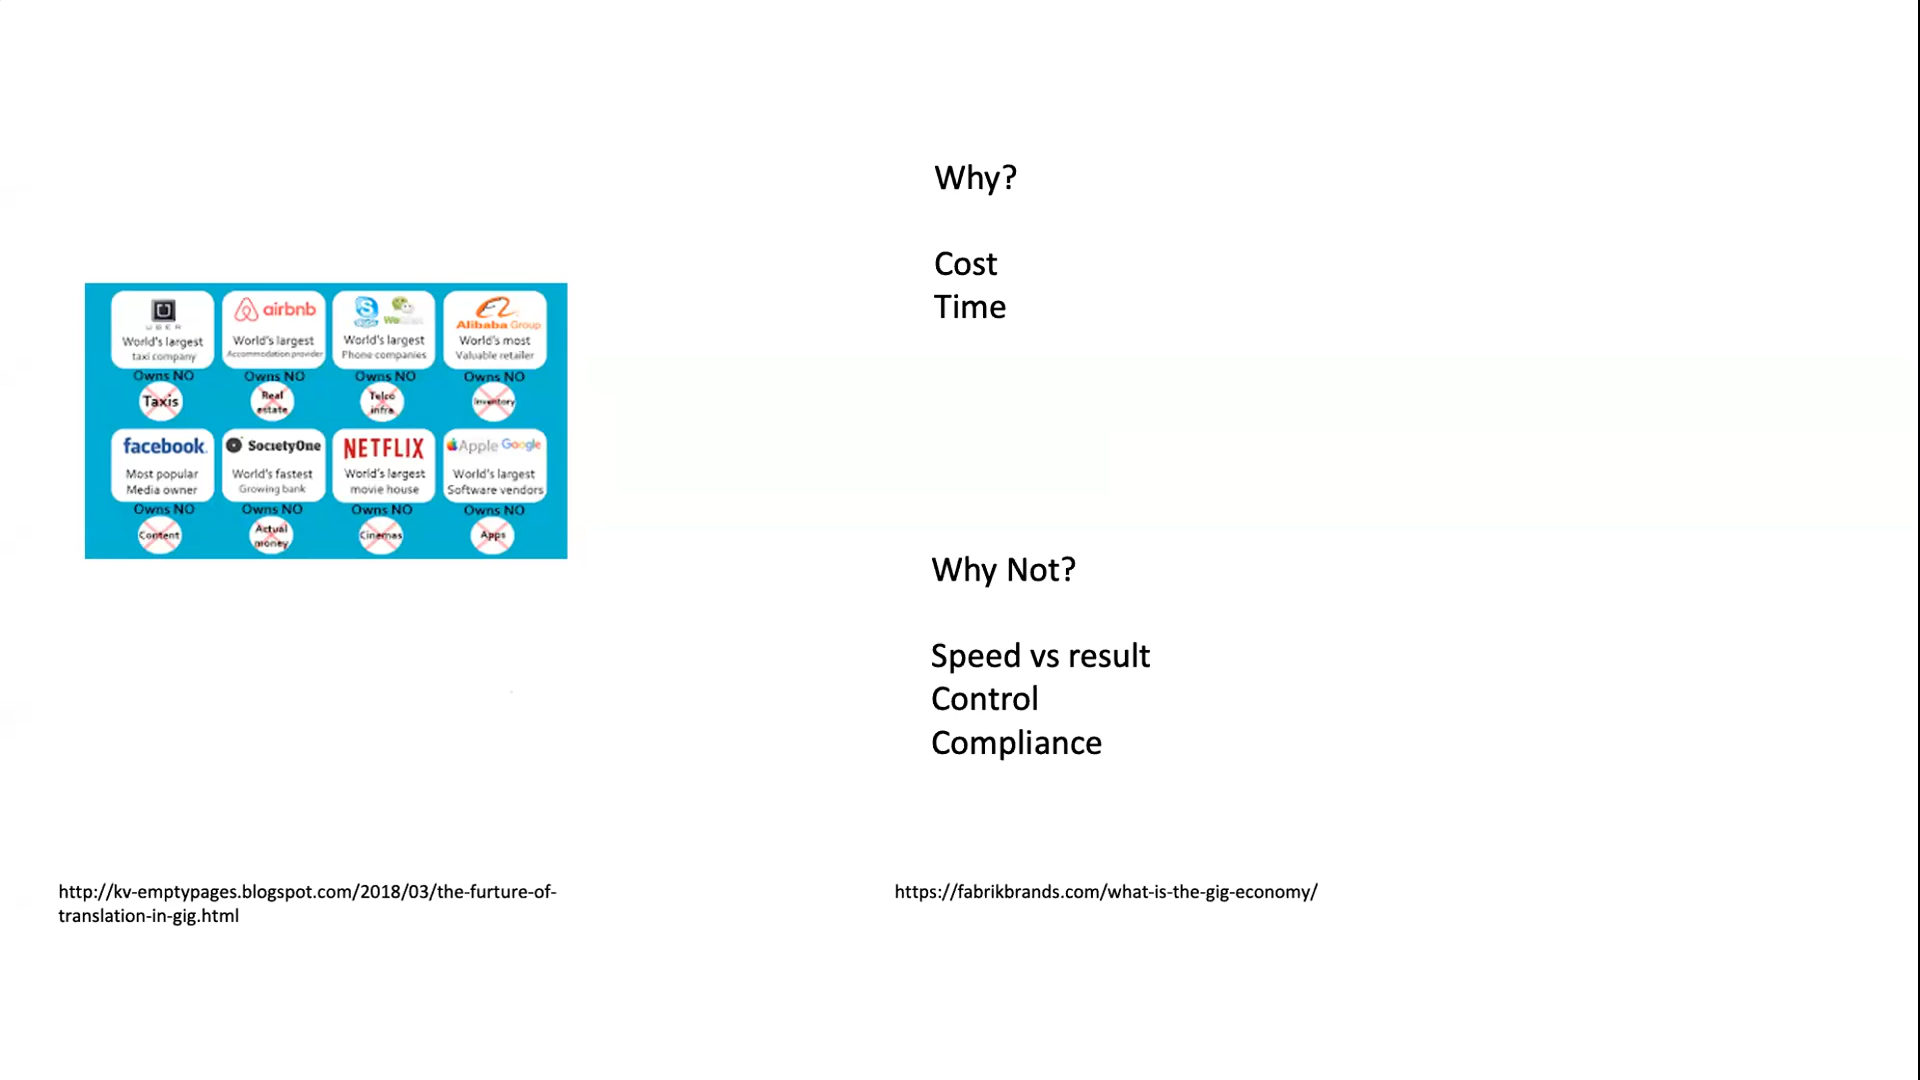 UBER
World's largest
taxi company
Owns NO
Taxis
airbnb
World's largest
Accommodation provider
Owns NO
Real
estate
World's largest
Phone companies
Owns NO
Telco
infra
Alibaba Group
World's most
Valuable retailer
Owns NO
Inventory
facebook.
Most popular
Media owner
Owns NO
Content
SocietyOne
World's fastest
Growing bank
Owns NO
Actual
money
NETFLIX
World's largest
movie house
Owns NO
Cinemas
Apple Google
World's largest
Software vendors
Owns NO
Apps
http://kv-emptypages.blogspot.com/2018/03/the-furture-of-
translation-in-gig.html
Why?
Cost
Time
Why Not?
Speed vs result
Control
Compliance
https://fabrikbrands.com/what-is-the-gig-economy/